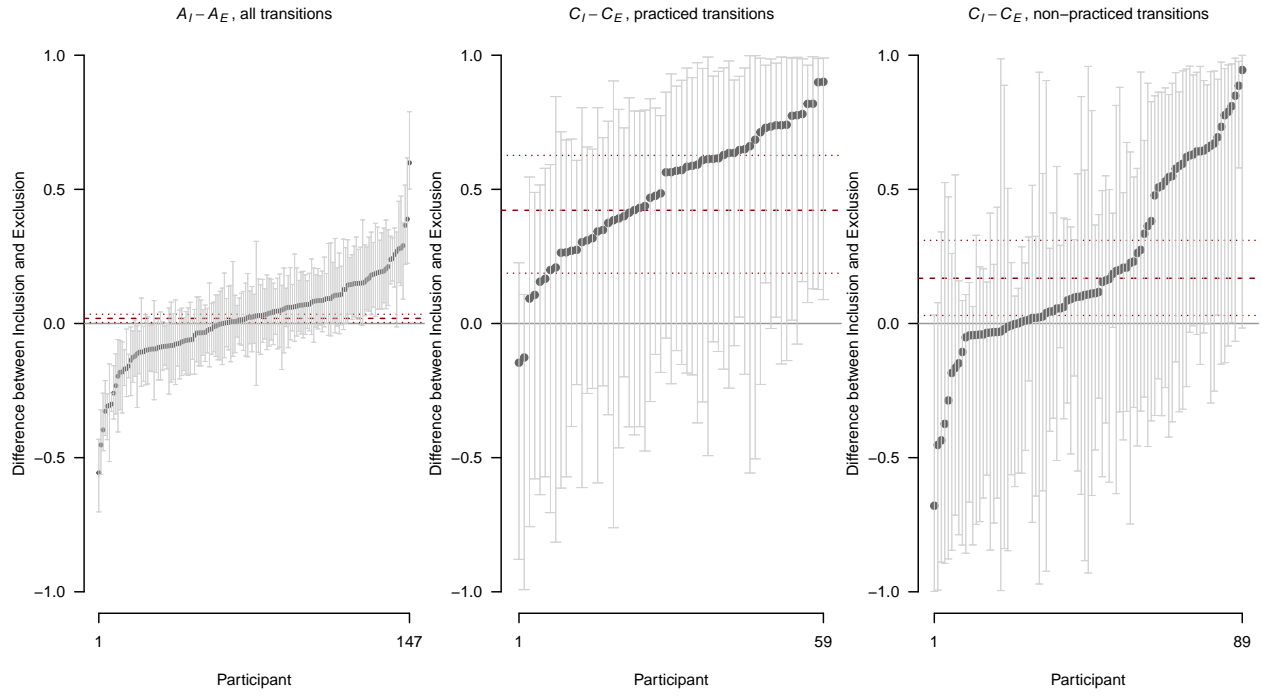 A_I − A_E , all transitions
Difference between Inclusion and Exclusion
1.0
0.5
0.0
−0.5
−1.0
1
147
Participant
C_I − C_E , practiced transitions
Difference between Inclusion and Exclusion
1.0
0.5
0.0
−0.5
−1.0
1
59
Participant
C_I − C_E , non−practiced transitions
Difference between Inclusion and Exclusion
1.0
0.5
0.0
−0.5
−1.0
1
89
Participant